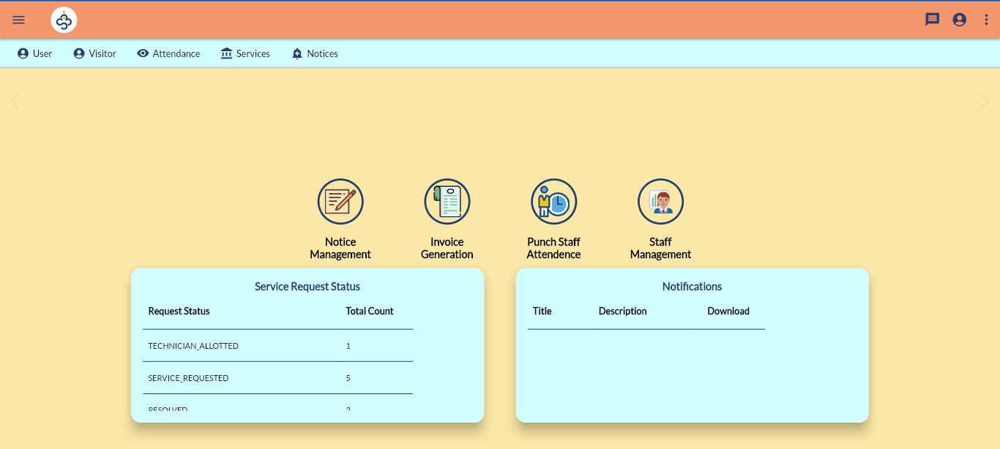 User Visitor Attendance Services Notices
Notice Management
Invoice Generation
Punch Staff Attendence
Staff Management
Service Request Status
Request Status Total Count
TECHNICIAN_ALLOTTED 1
SERVICE_REQUESTED 5
RESOLVED 2
Notifications
Title Description Download